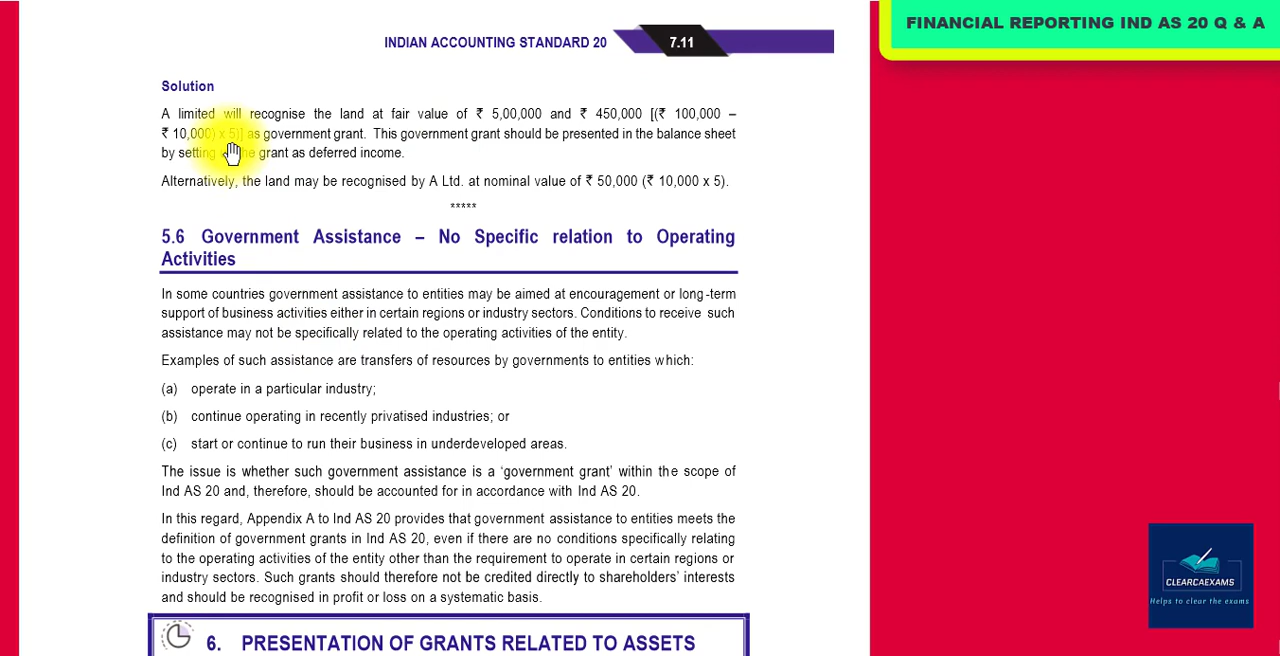 FINANCIAL REPORTING IND AS 20 Q & A
INDIAN ACCOUNTING STANDARD 20
7.11
Solution
A limited will recognise the land at fair value of ₹ 5,00,000 and ₹ 450,000 [(₹ 100,000 –
₹ 10,000) x 5)] as government grant. This government grant should be presented in the balance sheet
by setting the grant as deferred income.
Alternatively, the land may be recognised by A Ltd. at nominal value of ₹ 50,000 (₹ 10,000 x 5).
*****
5.6 Government Assistance – No Specific relation to Operating
Activities
In some countries government assistance to entities may be aimed at encouragement or long-term
support of business activities either in certain regions or industry sectors. Conditions to receive such
assistance may not be specifically related to the operating activities of the entity.
Examples of such assistance are transfers of resources by governments to entities which:
(a) operate in a particular industry;
(b) continue operating in recently privatised industries; or
(c) start or continue to run their business in underdeveloped areas.
The issue is whether such government assistance is a ‘government grant’ within the scope of
Ind AS 20 and, therefore, should be accounted for in accordance with Ind AS 20.
In this regard, Appendix A to Ind AS 20 provides that government assistance to entities meets the
definition of government grants in Ind AS 20, even if there are no conditions specifically relating
to the operating activities of the entity other than the requirement to operate in certain regions or
industry sectors. Such grants should therefore not be credited directly to shareholders’ interests
and should be recognised in profit or loss on a systematic basis.
6. PRESENTATION OF GRANTS RELATED TO ASSETS
CLEARCAEXAMS
Helps to clear the exams